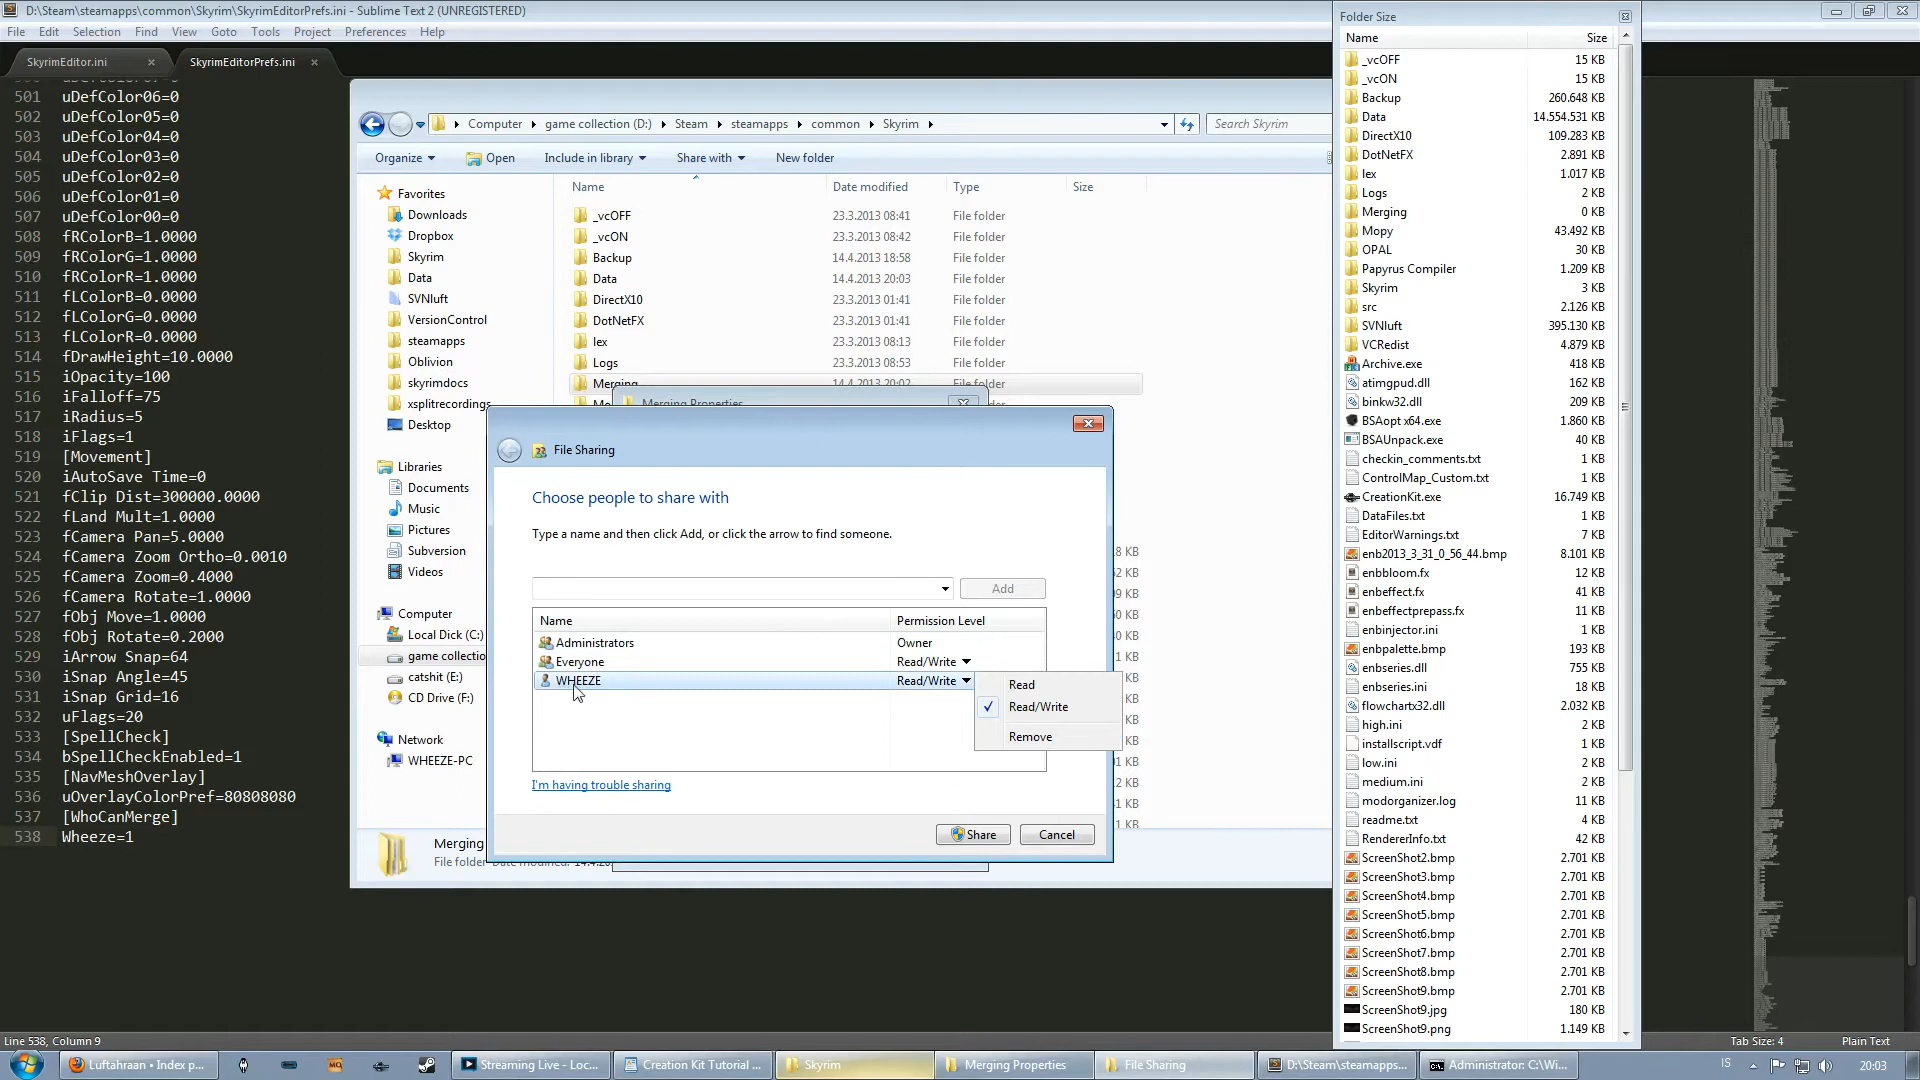 D:\Steam\steamapps\common\Skyrim\SkyrimEditorPrefs.ini - Sublime Text 2 (UNREGISTERED)
File Edit Selection Find View Goto Tools Project Preferences Help
SkyrimEditor.ini
SkyrimEditorPrefs.ini
501 uDefColor06=0
502 uDefColor05=0
503 uDefColor04=0
504 uDefColor03=0
505 uDefColor02=0
506 uDefColor01=0
507 uDefColor00=0
508 fRColorB=1.0000
509 fRColorG=1.0000
510 fRColorR=1.0000
511 fLColorB=0.0000
512 fLColorG=0.0000
513 fLColorR=0.0000
514 fDrawHeight=10.0000
515 iOpacity=100
516 iFalloff=75
517 iRadius=5
518 iFlags=1
519 [Movement]
520 iAutoSave Time=0
521 fClip Dist=300000.0000
522 fLand Mult=1.0000
523 fCamera Pan=5.0000
524 fCamera Zoom Ortho=0.0010
525 fCamera Zoom=0.4000
526 fCamera Rotate=1.0000
527 fObj Move=1.0000
528 fObj Rotate=0.2000
529 iArrow Snap=64
530 iSnap Angle=45
531 iSnap Grid=16
532 uFlags=20
533 [SpellCheck]
534 bSpellCheckEnabled=1
535 [NavMeshOverlay]
536 uOverlayColorPref=80808080
537 [WhoCanMerge]
538 Wheeze=1
Computer game collection (D:) Steam steamapps common Skyrim
Search Skyrim
Organize Open Include in library Share with New folder
Favorites
Downloads
Dropbox
Skyrim
Data
SVNluft
VersionControl
steamapps
Oblivion
skyrimdocs
xsplitrecordings
Desktop
Libraries
Documents
Music
Pictures
Subversion
Videos
Computer
Local Disk (C:)
game collectio
catshit (E:)
CD Drive (F:)
Network
WHEEZE-PC
Name Date modified Type Size
_vcOFF 23.3.2013 08:41 File folder
_vcON 23.3.2013 08:42 File folder
Backup 14.4.2013 18:58 File folder
Data 14.4.2013 20:03 File folder
DirectX10 23.3.2013 01:41 File folder
DotNetFX 23.3.2013 01:41 File folder
lex 23.3.2013 08:13 File folder
Logs 23.3.2013 08:53 File folder
Merging 14.4.2013 20:02 File folder
Merging Properties
File Sharing
Choose people to share with
Type a name and then click Add, or click the arrow to find someone.
Add
Name Permission Level
Administrators Owner
Everyone Read/Write
WHEEZE Read/Write
Read
Read/Write
Remove
I'm having trouble sharing
Share Cancel
Merging
File folder
Folder Size
Name Size
_vcOFF 15 KB
_vcON 15 KB
Backup 260.648 KB
Data 14.554.531 KB
DirectX10 109.283 KB
DotNetFX 2.891 KB
lex 1.017 KB
Logs 2 KB
Merging 0 KB
Mopy 43.492 KB
OPAL 30 KB
Papyrus Compiler 1.209 KB
Skyrim 3 KB
src 2.126 KB
SVNluft 395.130 KB
VCRedist 4.879 KB
Archive.exe 418 KB
atimgpud.dll 162 KB
binkw32.dll 209 KB
BSAopt x64.exe 1.860 KB
BSAUnpack.exe 40 KB
checkin_comments.txt 1 KB
ControlMap_Custom.txt 1 KB
CreationKit.exe 16.749 KB
DataFiles.txt 1 KB
EditorWarnings.txt 7 KB
enb2013_3_31_0_56_44.bmp 8.101 KB
enbbloom.fx 12 KB
enbeffect.fx 41 KB
enbeffectprepass.fx 11 KB
enbinjector.ini 1 KB
enbpalette.bmp 193 KB
enbseries.dll 755 KB
enbseries.ini 18 KB
flowchartx32.dll 2.032 KB
high.ini 2 KB
installscript.vdf 1 KB
low.ini 2 KB
medium.ini 2 KB
modorganizer.log 11 KB
readme.txt 4 KB
RendererInfo.txt 42 KB
ScreenShot2.bmp 2.701 KB
ScreenShot3.bmp 2.701 KB
ScreenShot4.bmp 2.701 KB
ScreenShot5.bmp 2.701 KB
ScreenShot6.bmp 2.701 KB
ScreenShot7.bmp 2.701 KB
ScreenShot8.bmp 2.701 KB
ScreenShot9.bmp 2.701 KB
ScreenShot9.jpg 180 KB
ScreenShot9.png 1.149 KB
Line 538, Column 9
Tab Size: 4 Plain Text
Luftahraan • Index p...
MO
Streaming Live - Loc...
Creation Kit Tutorial ...
Skyrim
Merging Properties
File Sharing
D:\Steam\steamapps...
Administrator: C:\Wi...
IS
20:03